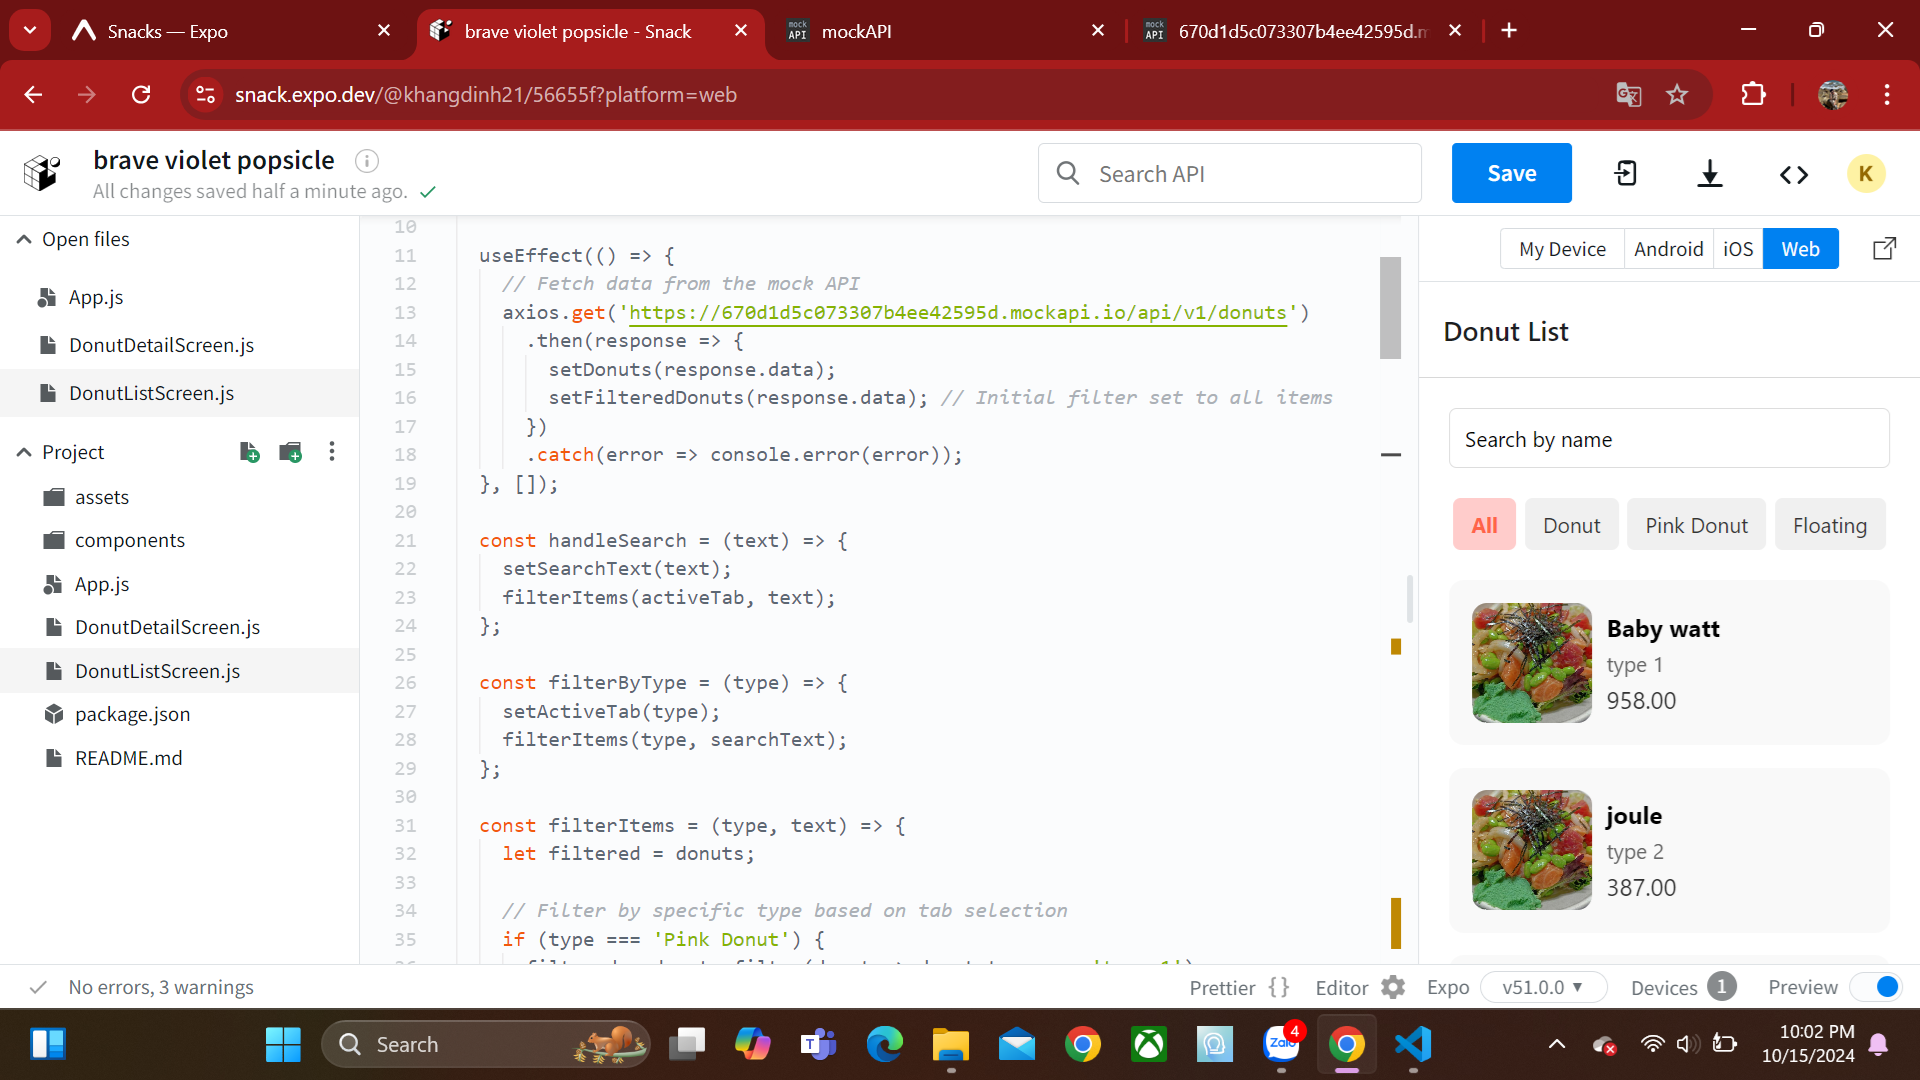 Snacks — Expo
brave violet popsicle - Snack
mock API
mockAPI
mock API
670d1d5c073307b4ee42595d.m
snack.expo.dev/@khangdinh21/56655f?platform=web
brave violet popsicle
All changes saved half a minute ago.
Search API
Save
K
Open files
App.js
DonutDetailScreen.js
DonutListScreen.js
Project
assets
components
App.js
DonutDetailScreen.js
DonutListScreen.js
package.json
README.md
10
11 useEffect(() => {
12 // Fetch data from the mock API
13 axios.get('https://670d1d5c073307b4ee42595d.mockapi.io/api/v1/donuts')
14 .then(response => {
15 setDonuts(response.data);
16 setFilteredDonuts(response.data); // Initial filter set to all items
17 })
18 .catch(error => console.error(error));
19 }, []);
20
21 const handleSearch = (text) => {
22 setSearchText(text);
23 filterItems(activeTab, text);
24 };
25
26 const filterByType = (type) => {
27 setActiveTab(type);
28 filterItems(type, searchText);
29 };
30
31 const filterItems = (type, text) => {
32 let filtered = donuts;
33
34 // Filter by specific type based on tab selection
35 if (type === 'Pink Donut') {
My Device
Android
iOS
Web
Donut List
Search by name
All
Donut
Pink Donut
Floating
Baby watt
type 1
958.00
joule
type 2
387.00
No errors, 3 warnings
Prettier {}
Editor
Expo
v51.0.0
Devices 1
Preview
Search
T
Zalo
4
10:02 PM
10/15/2024